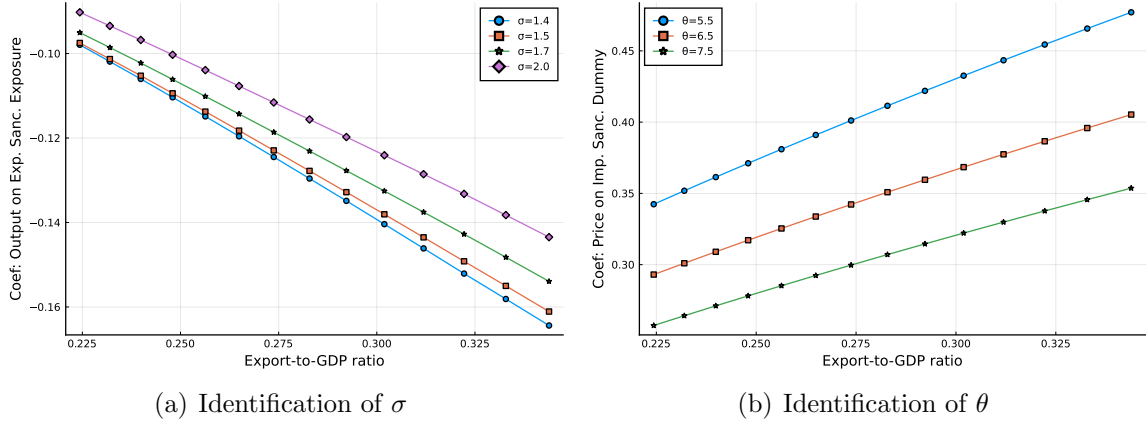 Coef: Output on Exp. Sanc. Exposure
−0.10
−0.12
−0.14
−0.16
σ=1.4
σ=1.5
σ=1.7
σ=2.0
0.225 0.250 0.275 0.300 0.325
Export-to-GDP ratio
(a) Identification of σ
Coef: Price on Imp. Sanc. Dummy
0.45
0.40
0.35
0.30
θ=5.5
θ=6.5
θ=7.5
0.225 0.250 0.275 0.300 0.325
Export-to-GDP ratio
(b) Identification of θ